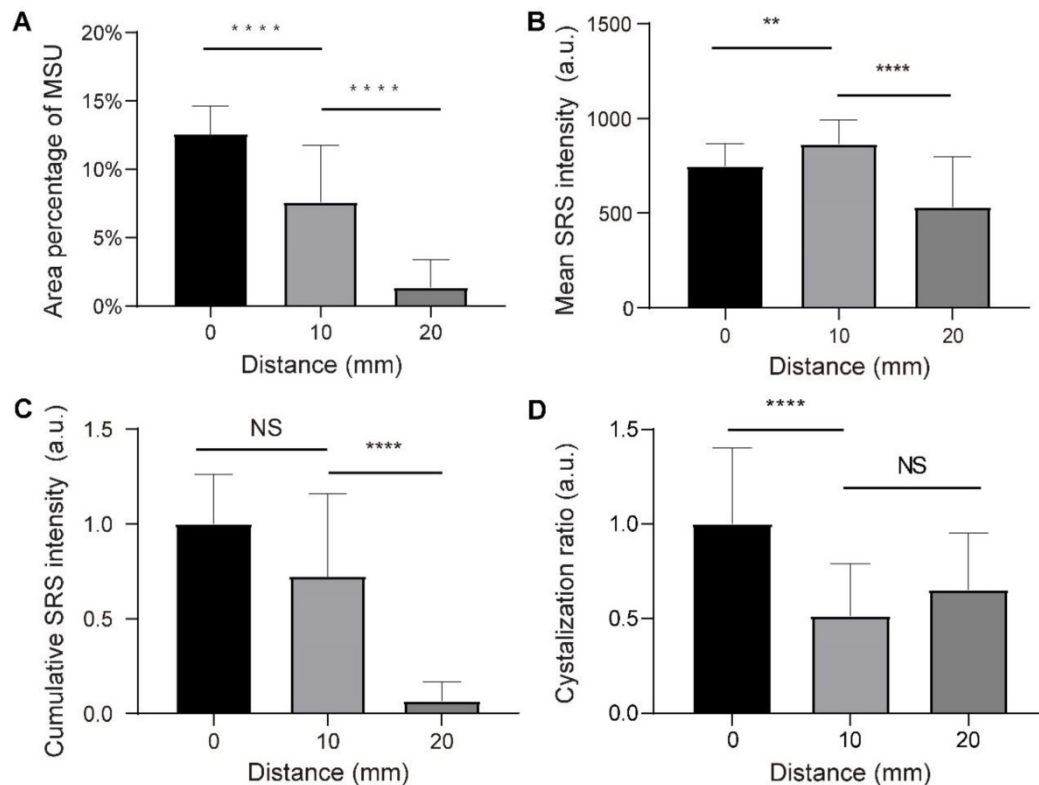 A
Area percentage of MSU
20%
15%
10%
5%
0%
* * * *
* * * *
0 10 20
Distance (mm)
B
Mean SRS intensity (a.u.)
1500
1000
500
0
**
****
0 10 20
Distance (mm)
C
Cumulative SRS intensity (a.u.)
1.5
1.0
0.5
0.0
NS
****
0 10 20
Distance (mm)
D
Cystalization ratio (a.u.)
1.5
1.0
0.5
0.0
****
NS
0 10 20
Distance (mm)